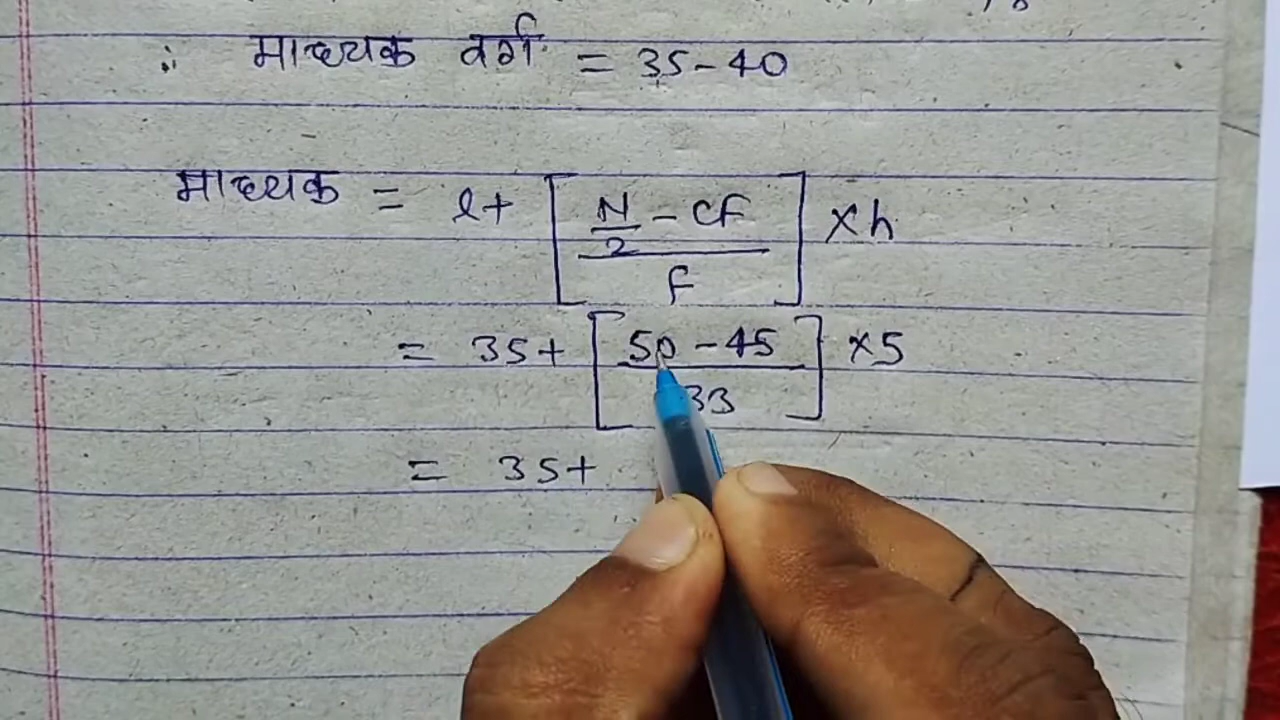 ∴ माध्यक वर्ग = 35-40
माध्यक = l+ [ (N/2 - cf) / f ] × h
= 35+ [ (50-45) / 33 ] × 5
= 35+